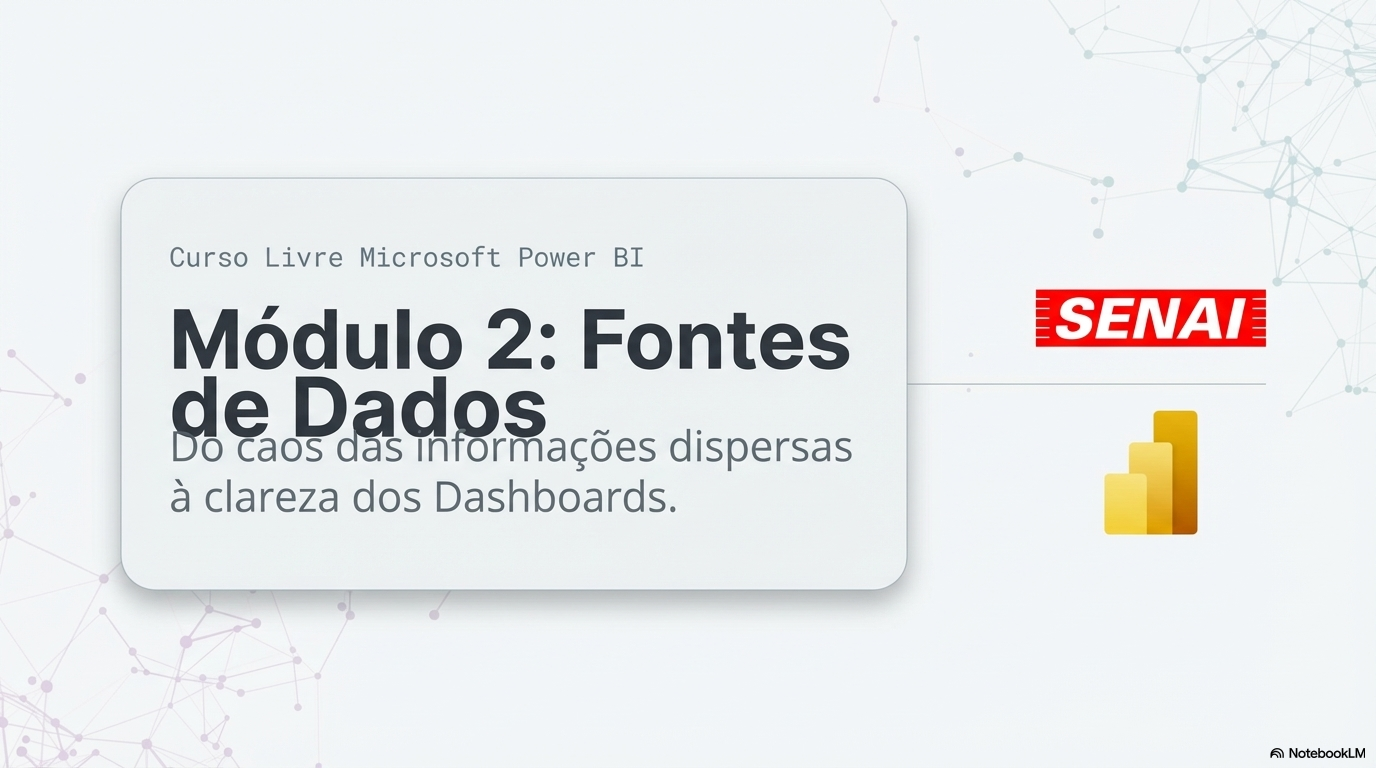 Curso Livre Microsoft Power BI
Módulo 2: Fontes
de Dados
Do caos das informações dispersas
à clareza dos Dashboards.
SENAI
NotebookLM